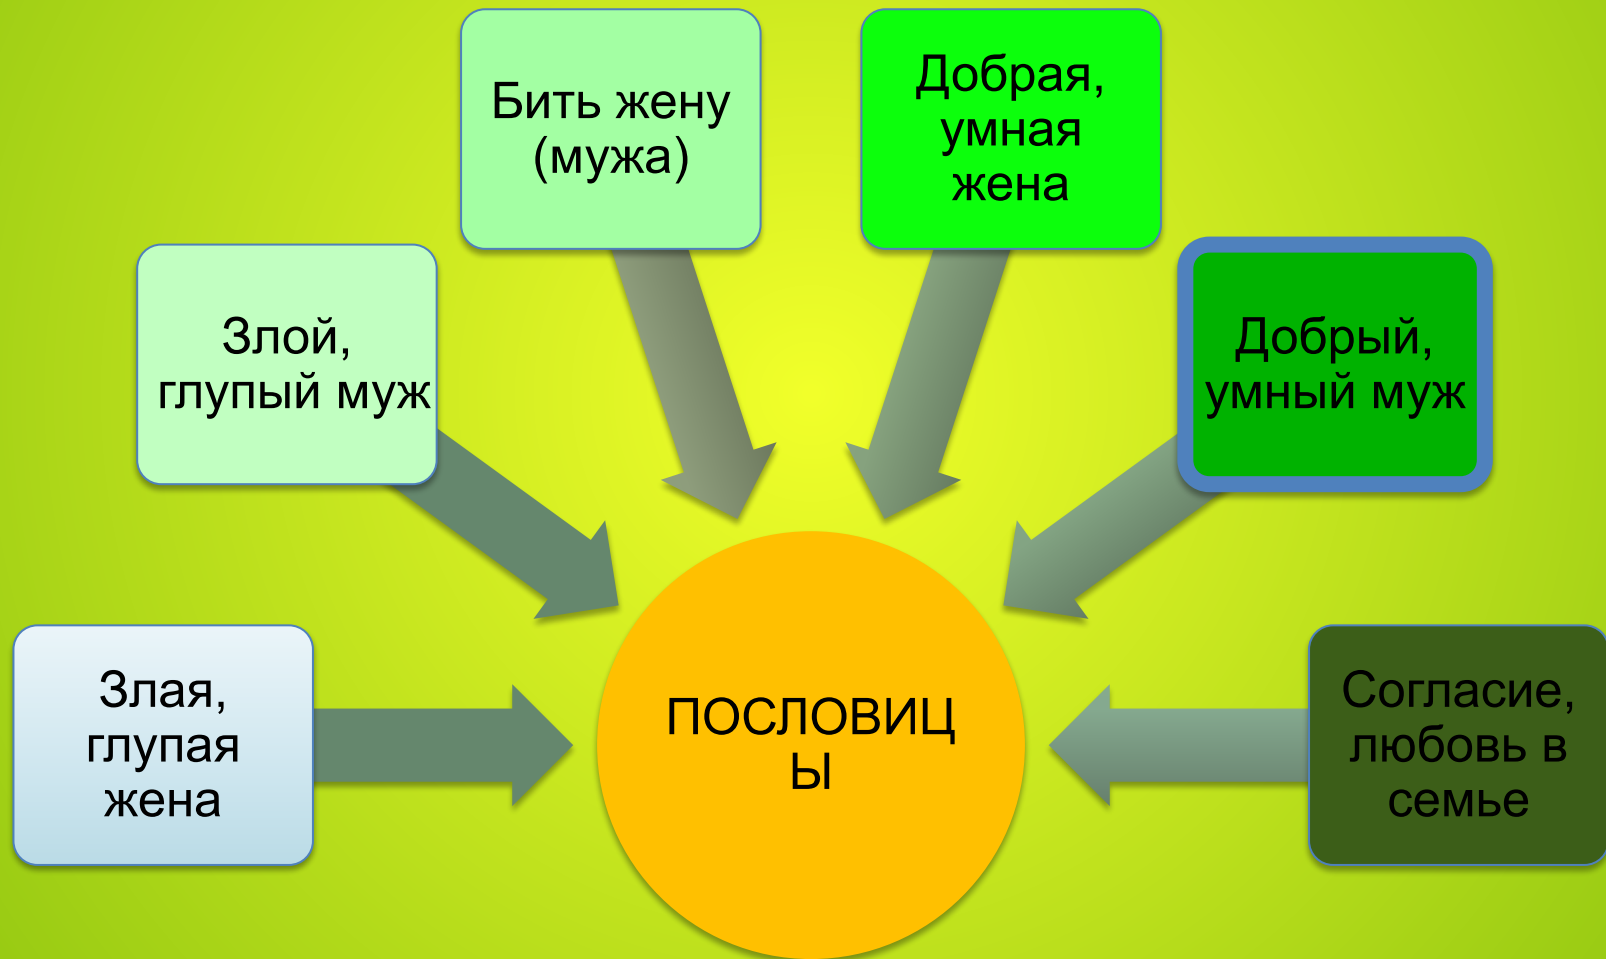 Бить жену
(мужа)
Добрая,
умная
жена
Злой,
глупый муж
Добрый,
умный муж
Злая,
глупая
жена
ПОСЛОВИЦ
Ы
Согласие,
любовь в
семье